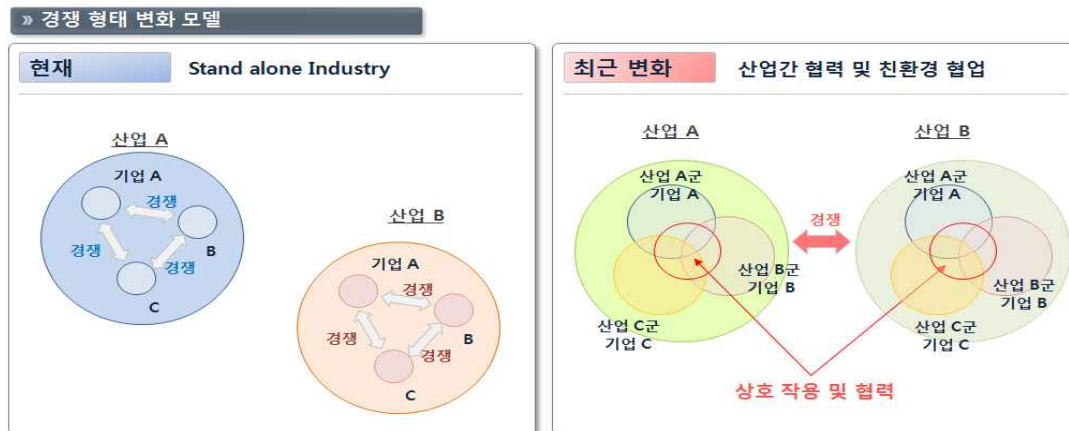 » 경쟁 형태 변화 모델
현재
Stand alone Industry
산업 A
기업 A
경쟁
경쟁
B
경쟁
C
산업 B
기업 A
경쟁
경쟁
B
경쟁
C
최근 변화
산업간 협력 및 친환경 협업
산업 A
산업 A군
기업 A
산업 B군
기업 B
산업 C군
기업 C
경쟁
산업 B
산업 A군
기업 A
산업 B군
기업 B
산업 C군
기업 C
상호 작용 및 협력